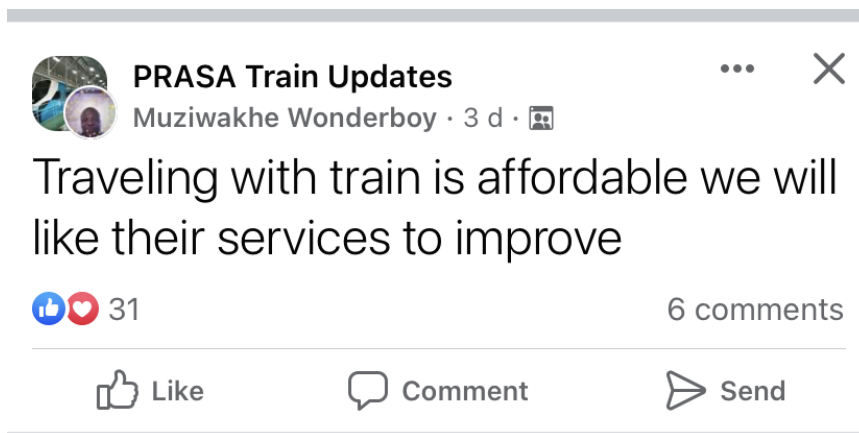 PRASA Train Updates
Muziwakhe Wonderboy · 3 d ·
Traveling with train is affordable we will
like their services to improve
31 6 comments
Like Comment Send